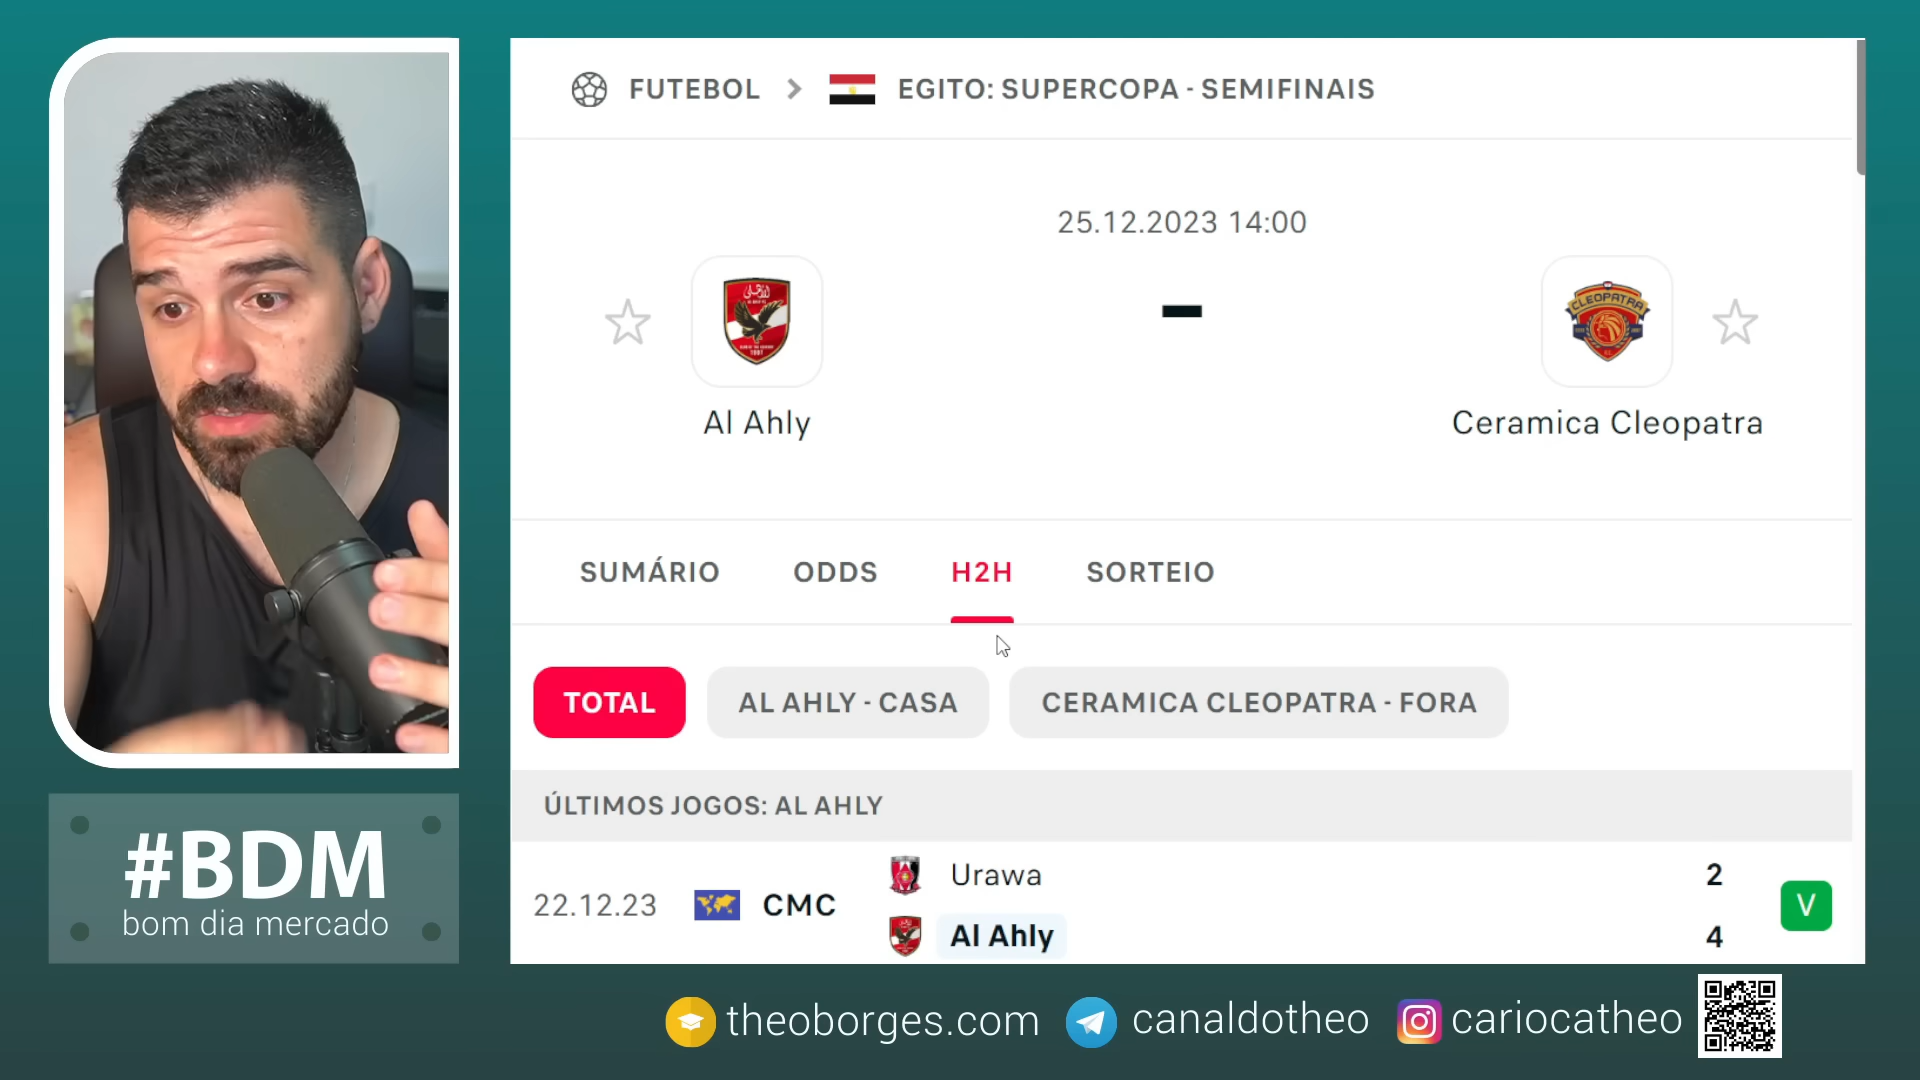 FUTEBOL
EGITO: SUPERCOPA - SEMIFINAIS
25.12.2023 14:00
CLEOPATRA
Al Ahly
Ceramica Cleopatra
SUMÁRIO
ODDS
H2H
SORTEIO
TOTAL
AL AHLY - CASA
CERAMICA CLEOPATRA - FORA
ÚLTIMOS JOGOS: AL AHLY
22.12.23
CMC
Urawa
2
Al Ahly
4
V
#BDM
bom dia mercado
theoborges.com
canaldotheo
cariocatheo